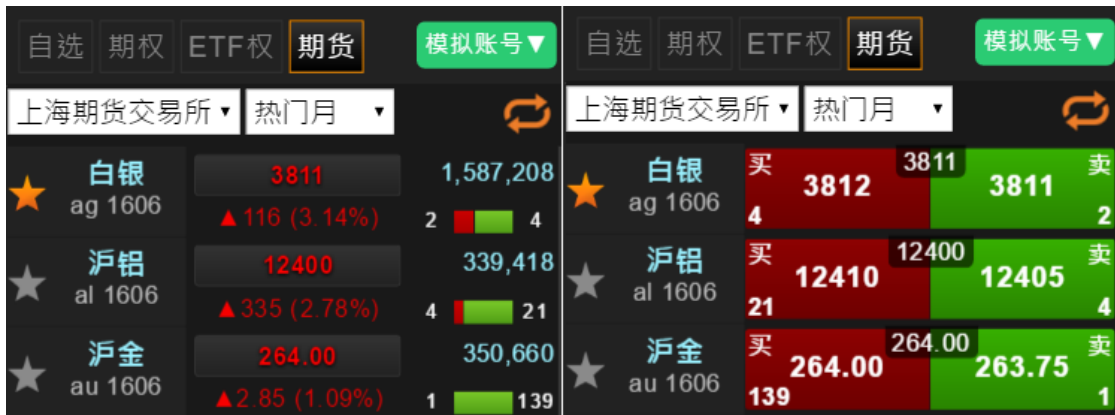 自选 期权 ETF权 期货 模拟账号▼
上海期货交易所▾ 热门月 ▾
白银 3811 1,587,208
ag 1606 ▲116 (3.14%) 2 4
沪铝 12400 339,418
al 1606 ▲335 (2.78%) 4 21
沪金 264.00 350,660
au 1606 ▲2.85 (1.09%) 1 139
自选 期权 ETF权 期货 模拟账号▼
上海期货交易所▾ 热门月 ▾
白银 买 3811 卖
ag 1606 3812 3811
4 2
沪铝 买 12400 卖
al 1606 12410 12405
21 4
沪金 买 264.00 卖
au 1606 264.00 263.75
139 1